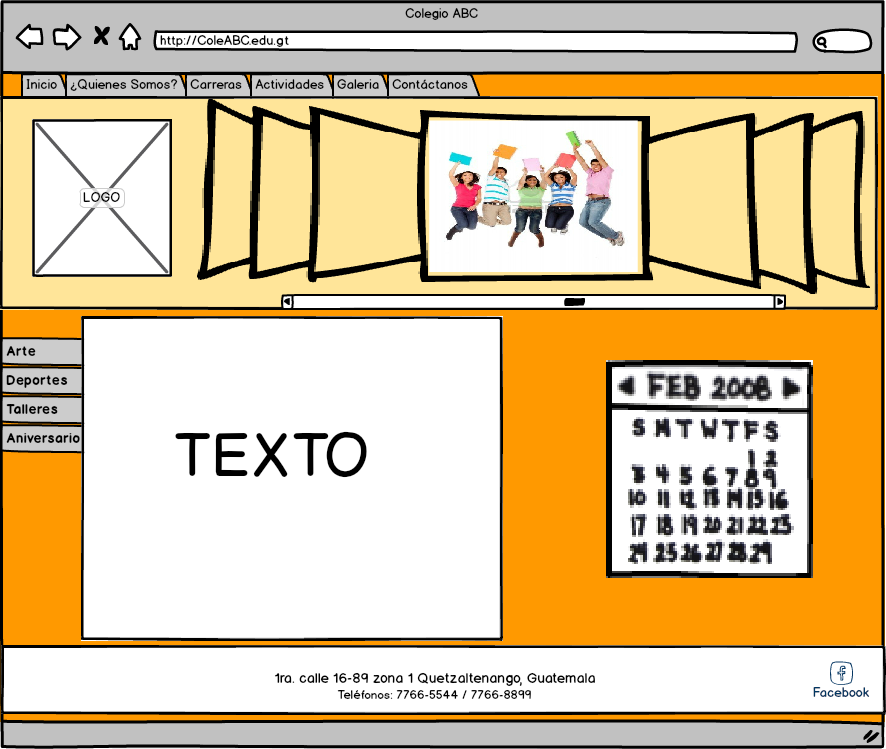 Colegio ABC
http://ColeABC.edu.gt
Inicio ¿Quienes Somos? Carreras Actividades Galeria Contáctanos
LOGO
Arte
Deportes
Talleres
Aniversario
TEXTO
FEB 2008
S M T W T F S
1 2
3 4 5 6 7 8 9
10 11 12 13 14 15 16
17 18 19 20 21 22 23
24 25 26 27 28 29
1ra. calle 16-89 zona 1 Quetzaltenango, Guatemala
Teléfonos: 7766-5544 / 7766-8899
Facebook